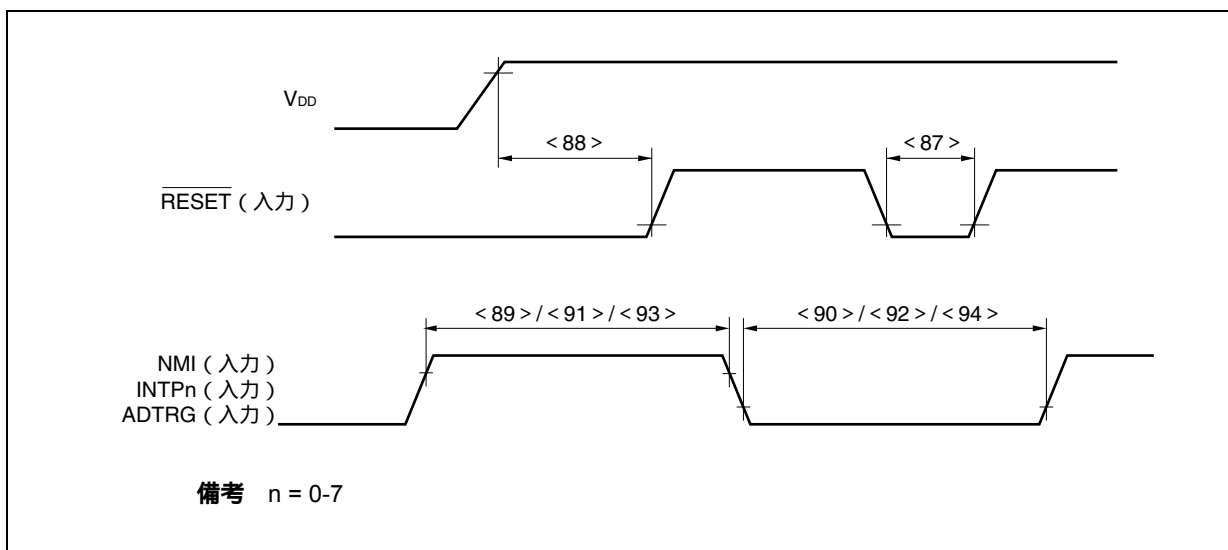 VDD
< 88 >
< 87 >
RESET ( 入力 )
< 89 > / < 91 > / < 93 >
< 90 > / < 92 > / < 94 >
NMI ( 入力 )
INTPn ( 入力 )
ADTRG ( 入力 )
備考 n = 0-7